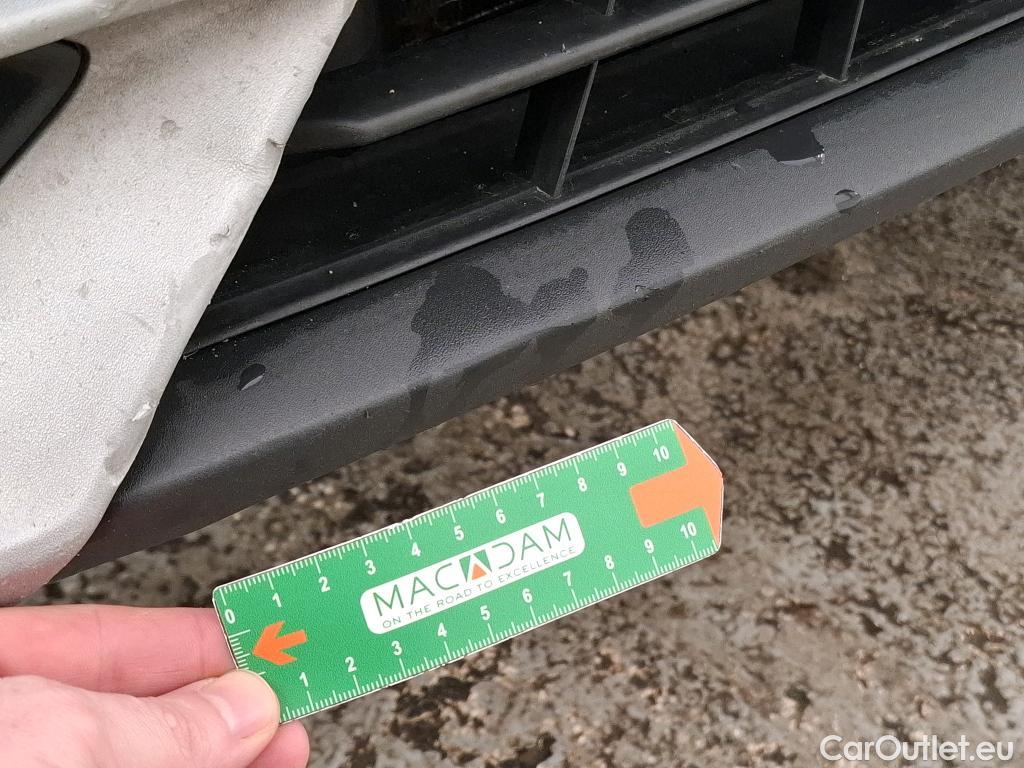 0 1 2 3 4 5 6 7 8 9 10
MACADAM
ON THE ROAD TO EXCELLENCE
1 2 3 4 5 6 7 8 9 10
CarOutlet.eu